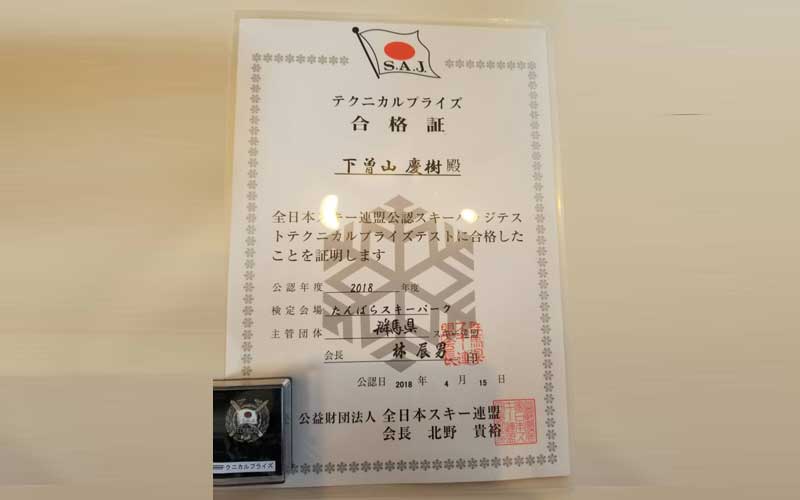 S.A.J.
テクニカルプライズ
合格証
下曽山 慶樹殿
全日本スキー連盟公認スキーバッジテス
トテクニカルプライズテストに合格した
ことを証明します
公認年度 2018 年度
検定会場 たんばらスキーパーク
主管団体 群馬県 スキー連盟
会長 林 辰男 印
公認日 2018 年 4 月 15 日
公益財団法人 全日本スキー連盟
会長 北野 貴裕
クニカルプライズ